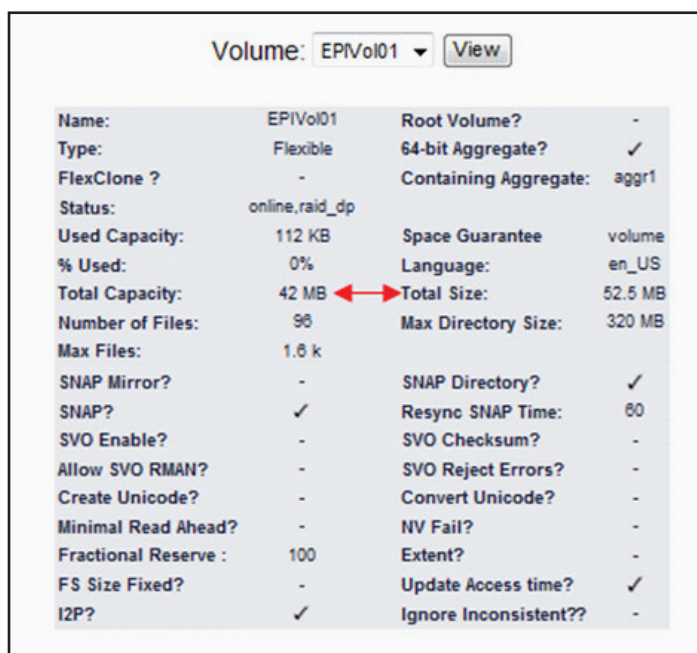 Volume: EPIVol01 View
Name: EPIVol01 Root Volume? -
Type: Flexible 64-bit Aggregate? ✓
FlexClone ? - Containing Aggregate: aggr1
Status: online,raid_dp
Used Capacity: 112 KB Space Guarantee volume
% Used: 0% Language: en_US
Total Capacity: 42 MB Total Size: 52.5 MB
Number of Files: 96 Max Directory Size: 320 MB
Max Files: 1.6 k
SNAP Mirror? - SNAP Directory? ✓
SNAP? ✓ Resync SNAP Time: 60
SVO Enable? - SVO Checksum? -
Allow SVO RMAN? - SVO Reject Errors? -
Create Unicode? - Convert Unicode? -
Minimal Read Ahead? - NV Fail? -
Fractional Reserve : 100 Extent? -
FS Size Fixed? - Update Access time? ✓
I2P? ✓ Ignore Inconsistent?? -